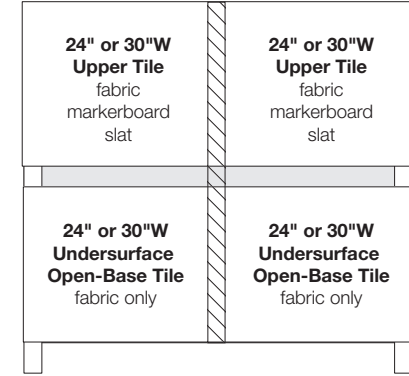 24" or 30"W
Upper Tile
fabric
markerboard
slat
24" or 30"W
Upper Tile
fabric
markerboard
slat
24" or 30"W
Undersurface
Open-Base Tile
fabric only
24" or 30"W
Undersurface
Open-Base Tile
fabric only